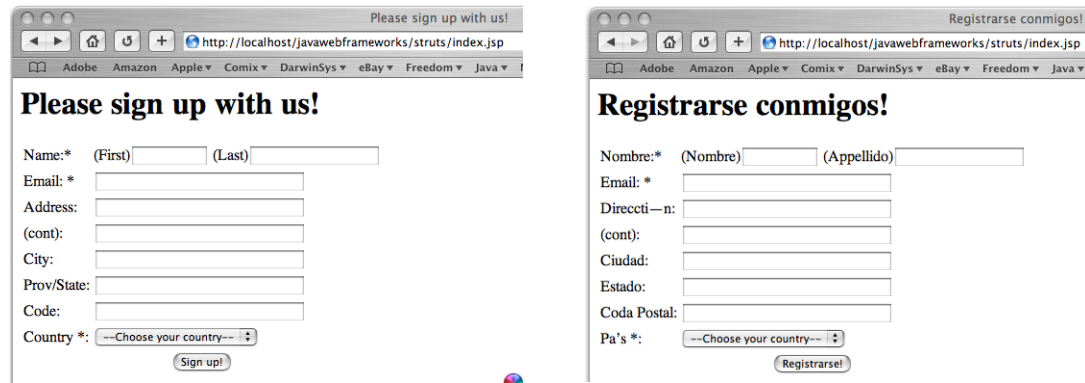 Please sign up with us!
http://localhost/javawebframeworks/struts/index.jsp
Adobe Amazon Apple▾ Comix▾ DarwinSys▾ eBay▾ Freedom▾ Java▾
Please sign up with us!
Name:* (First) (Last)
Email: *
Address:
(cont):
City:
Prov/State:
Code:
Country *: --Choose your country--
Sign up!
Registrarse conmigos!
http://localhost/javawebframeworks/struts/index.jsp
Adobe Amazon Apple▾ Comix▾ DarwinSys▾ eBay▾ Freedom▾ Java▾
Registrarse conmigos!
Nombre:* (Nombre) (Appellido)
Email: *
Direccti—n:
(cont):
Ciudad:
Estado:
Coda Postal:
Pa's *: --Choose your country--
Registrarse!